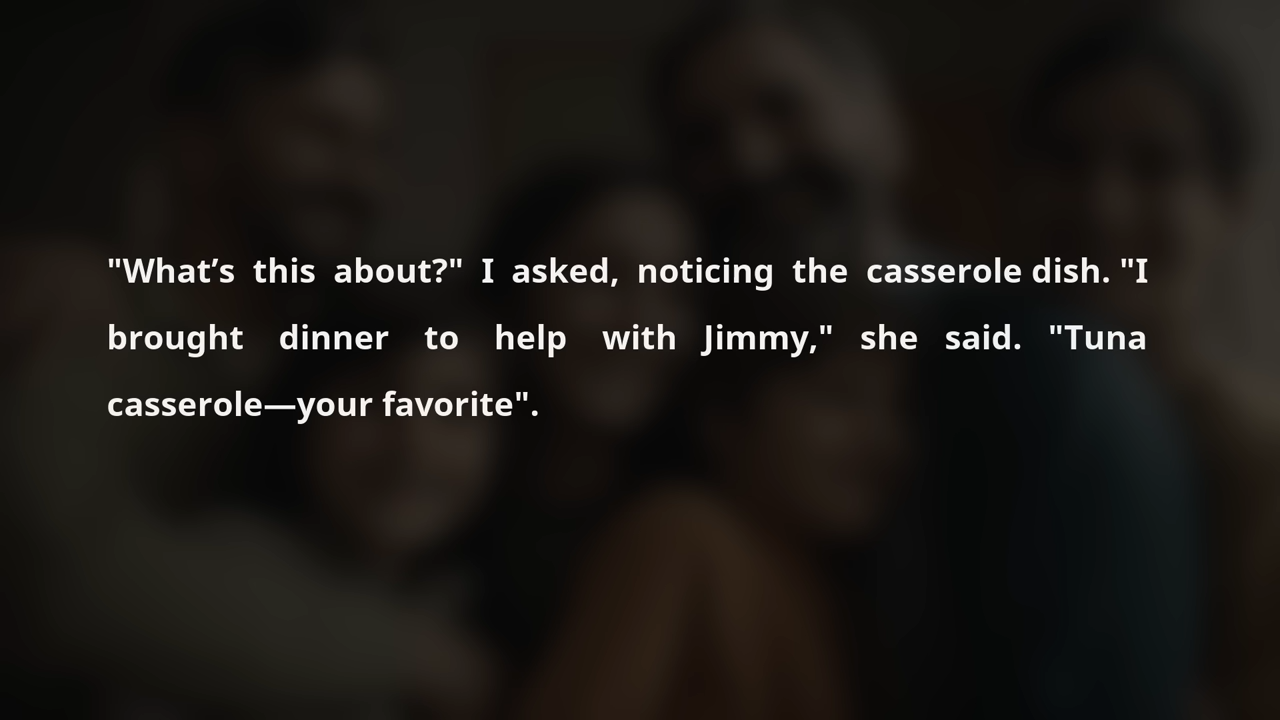 "What’s this about?" I asked, noticing the casserole dish. "I
brought dinner to help with Jimmy," she said. "Tuna
casserole—your favorite".